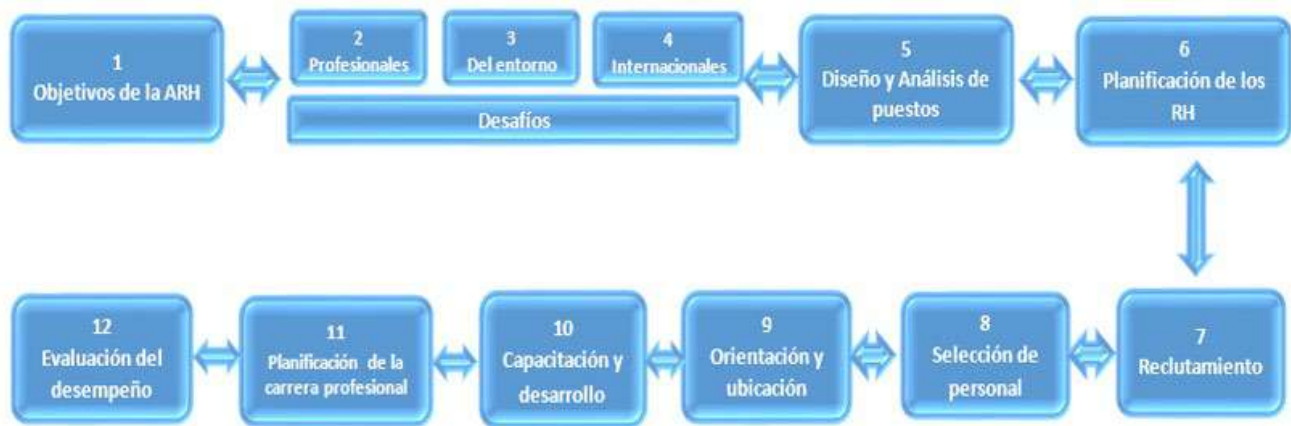 1
Objetivos de la ARH
2
Profesionales
3
Del entorno
4
Internacionales
Desafíos
5
Diseño y Análisis de
puestos
6
Planificación de los
RH
12
Evaluación del
desempeño
11
Planificación de la
carrera profesional
10
Capacitación y
desarrollo
9
Orientación y
ubicación
8
Selección de
personal
7
Reclutamiento